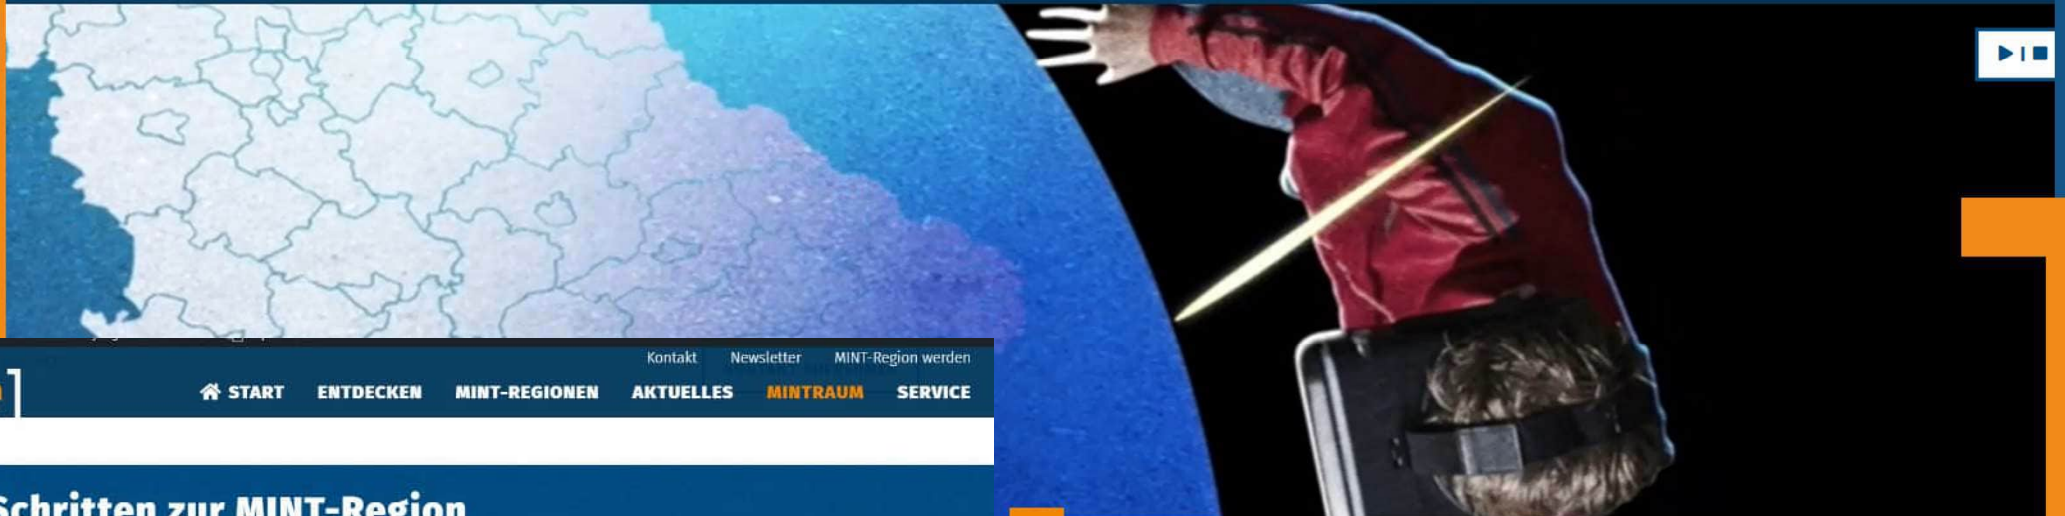 Kontakt Newsletter MINT-Region werden
START ENTDECKEN MINT-REGIONEN AKTUELLES MINTRAUM SERVICE
Schritten zur MINT-Region